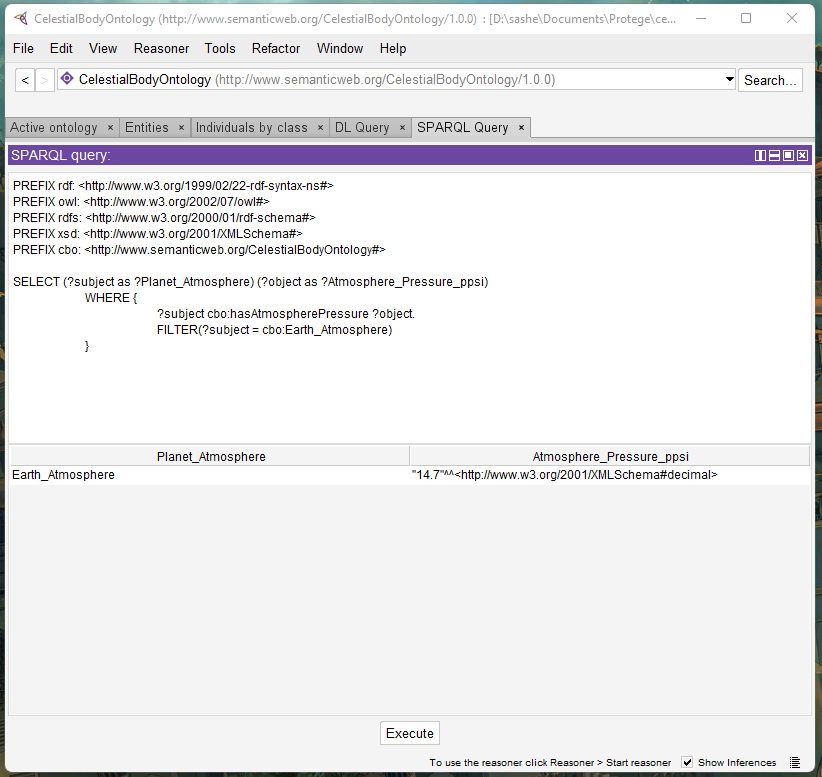 CelestialBodyOntology (http://www.semanticweb.org/CelestialBodyOntology/1.0.0) : [D:\sashe\Documents\Protege\ce...
File Edit View Reasoner Tools Refactor Window Help
< > CelestialBodyOntology (http://www.semanticweb.org/CelestialBodyOntology/1.0.0) Search...
Active ontology × Entities × Individuals by class × DL Query × SPARQL Query ×
SPARQL query:
PREFIX rdf: <http://www.w3.org/1999/02/22-rdf-syntax-ns#>
PREFIX owl: <http://www.w3.org/2002/07/owl#>
PREFIX rdfs: <http://www.w3.org/2000/01/rdf-schema#>
PREFIX xsd: <http://www.w3.org/2001/XMLSchema#>
PREFIX cbo: <http://www.semanticweb.org/CelestialBodyOntology#>
SELECT (?subject as ?Planet_Atmosphere) (?object as ?Atmosphere_Pressure_ppsi)
WHERE {
?subject cbo:hasAtmospherePressure ?object.
FILTER(?subject = cbo:Earth_Atmosphere)
}
Planet_Atmosphere Atmosphere_Pressure_ppsi
Earth_Atmosphere "14.7"^^<http://www.w3.org/2001/XMLSchema#decimal>
Execute
To use the reasoner click Reasoner > Start reasoner Show Inferences